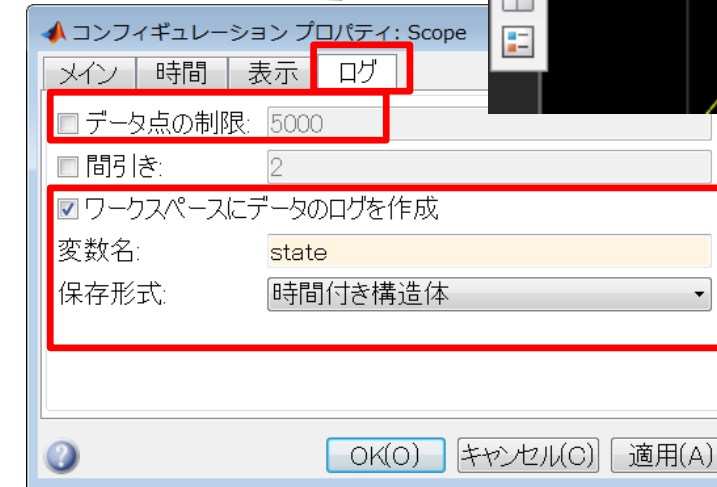 コンフィギュレーション プロパティ: Scope
メイン 時間 表示 ログ
データ点の制限: 5000
間引き: 2
ワークスペースにデータのログを作成
変数名: state
保存形式: 時間付き構造体
OK(O) キャンセル(C) 適用(A)